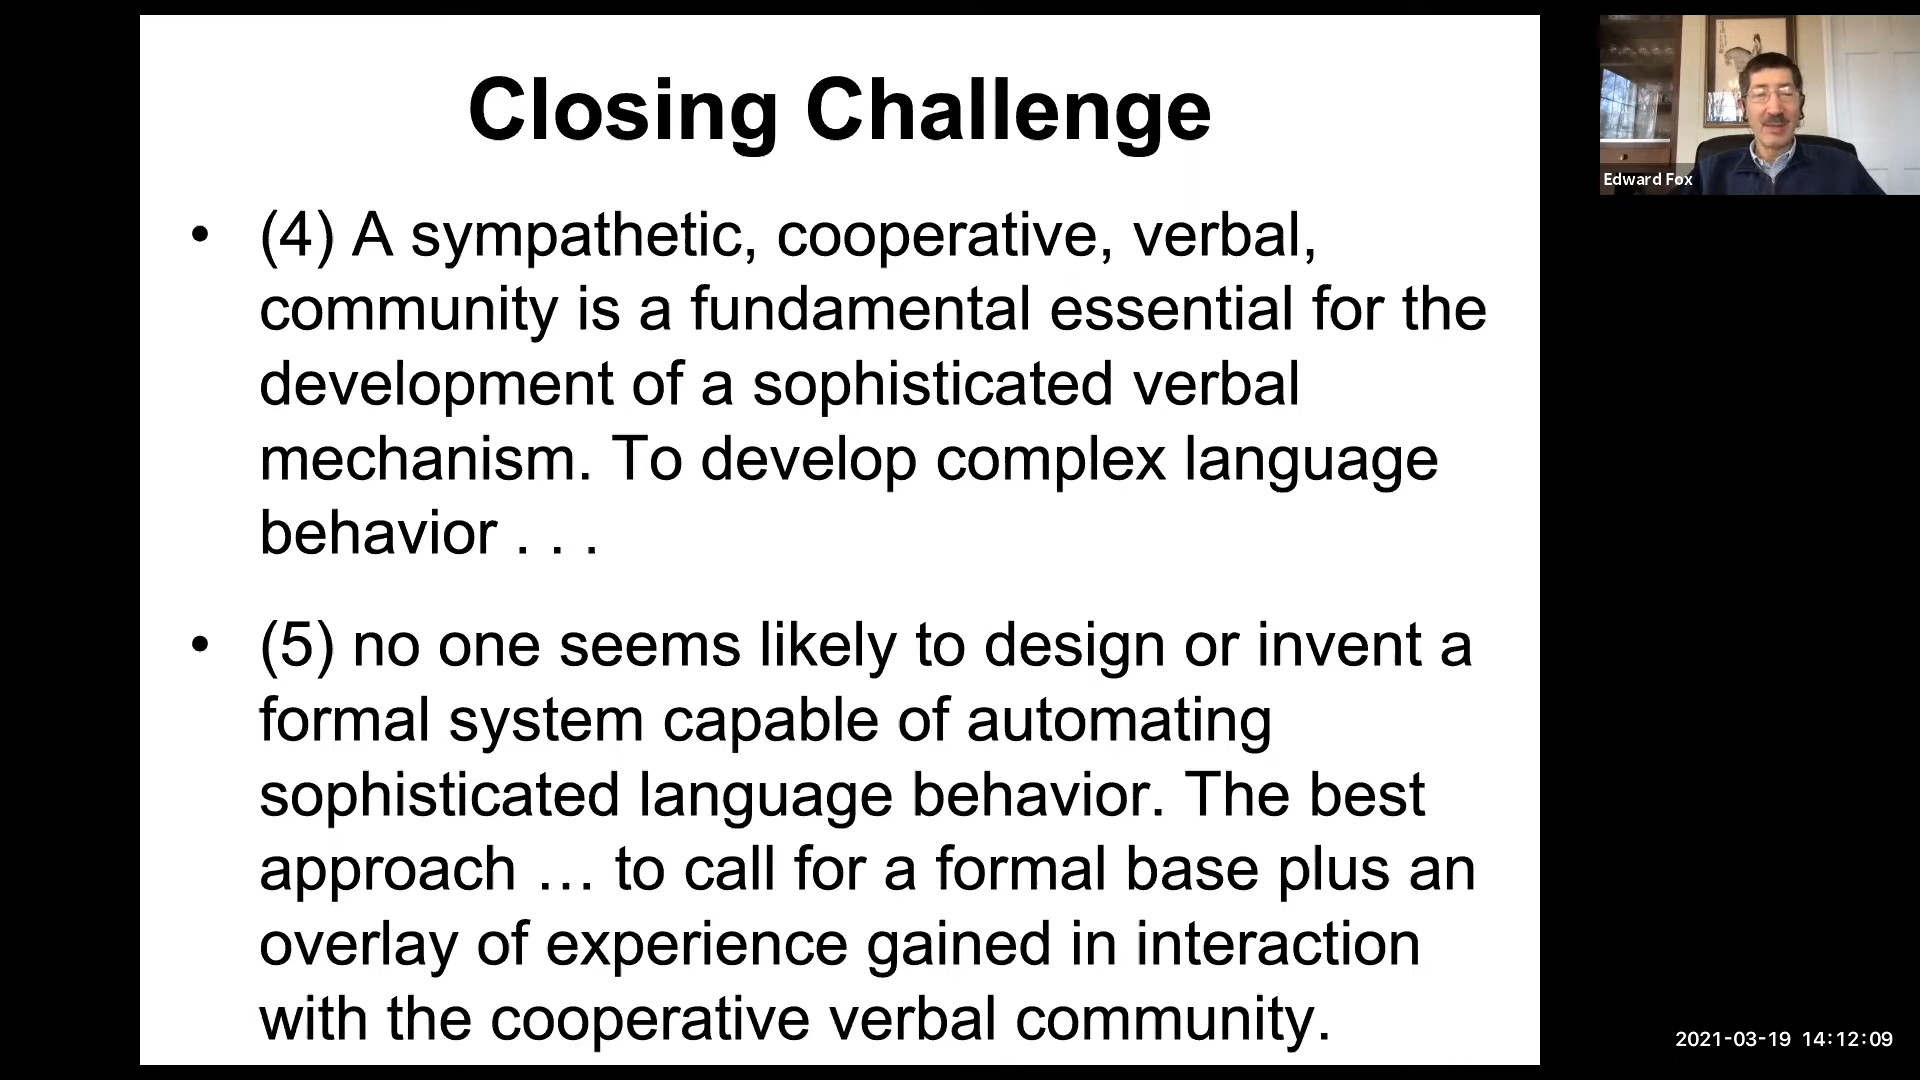 Closing Challenge
• (4) A sympathetic, cooperative, verbal,
community is a fundamental essential for the
development of a sophisticated verbal
mechanism. To develop complex language
behavior . . .
• (5) no one seems likely to design or invent a
formal system capable of automating
sophisticated language behavior. The best
approach … to call for a formal base plus an
overlay of experience gained in interaction
with the cooperative verbal community.
Edward Fox
2021-03-19 14:12:09